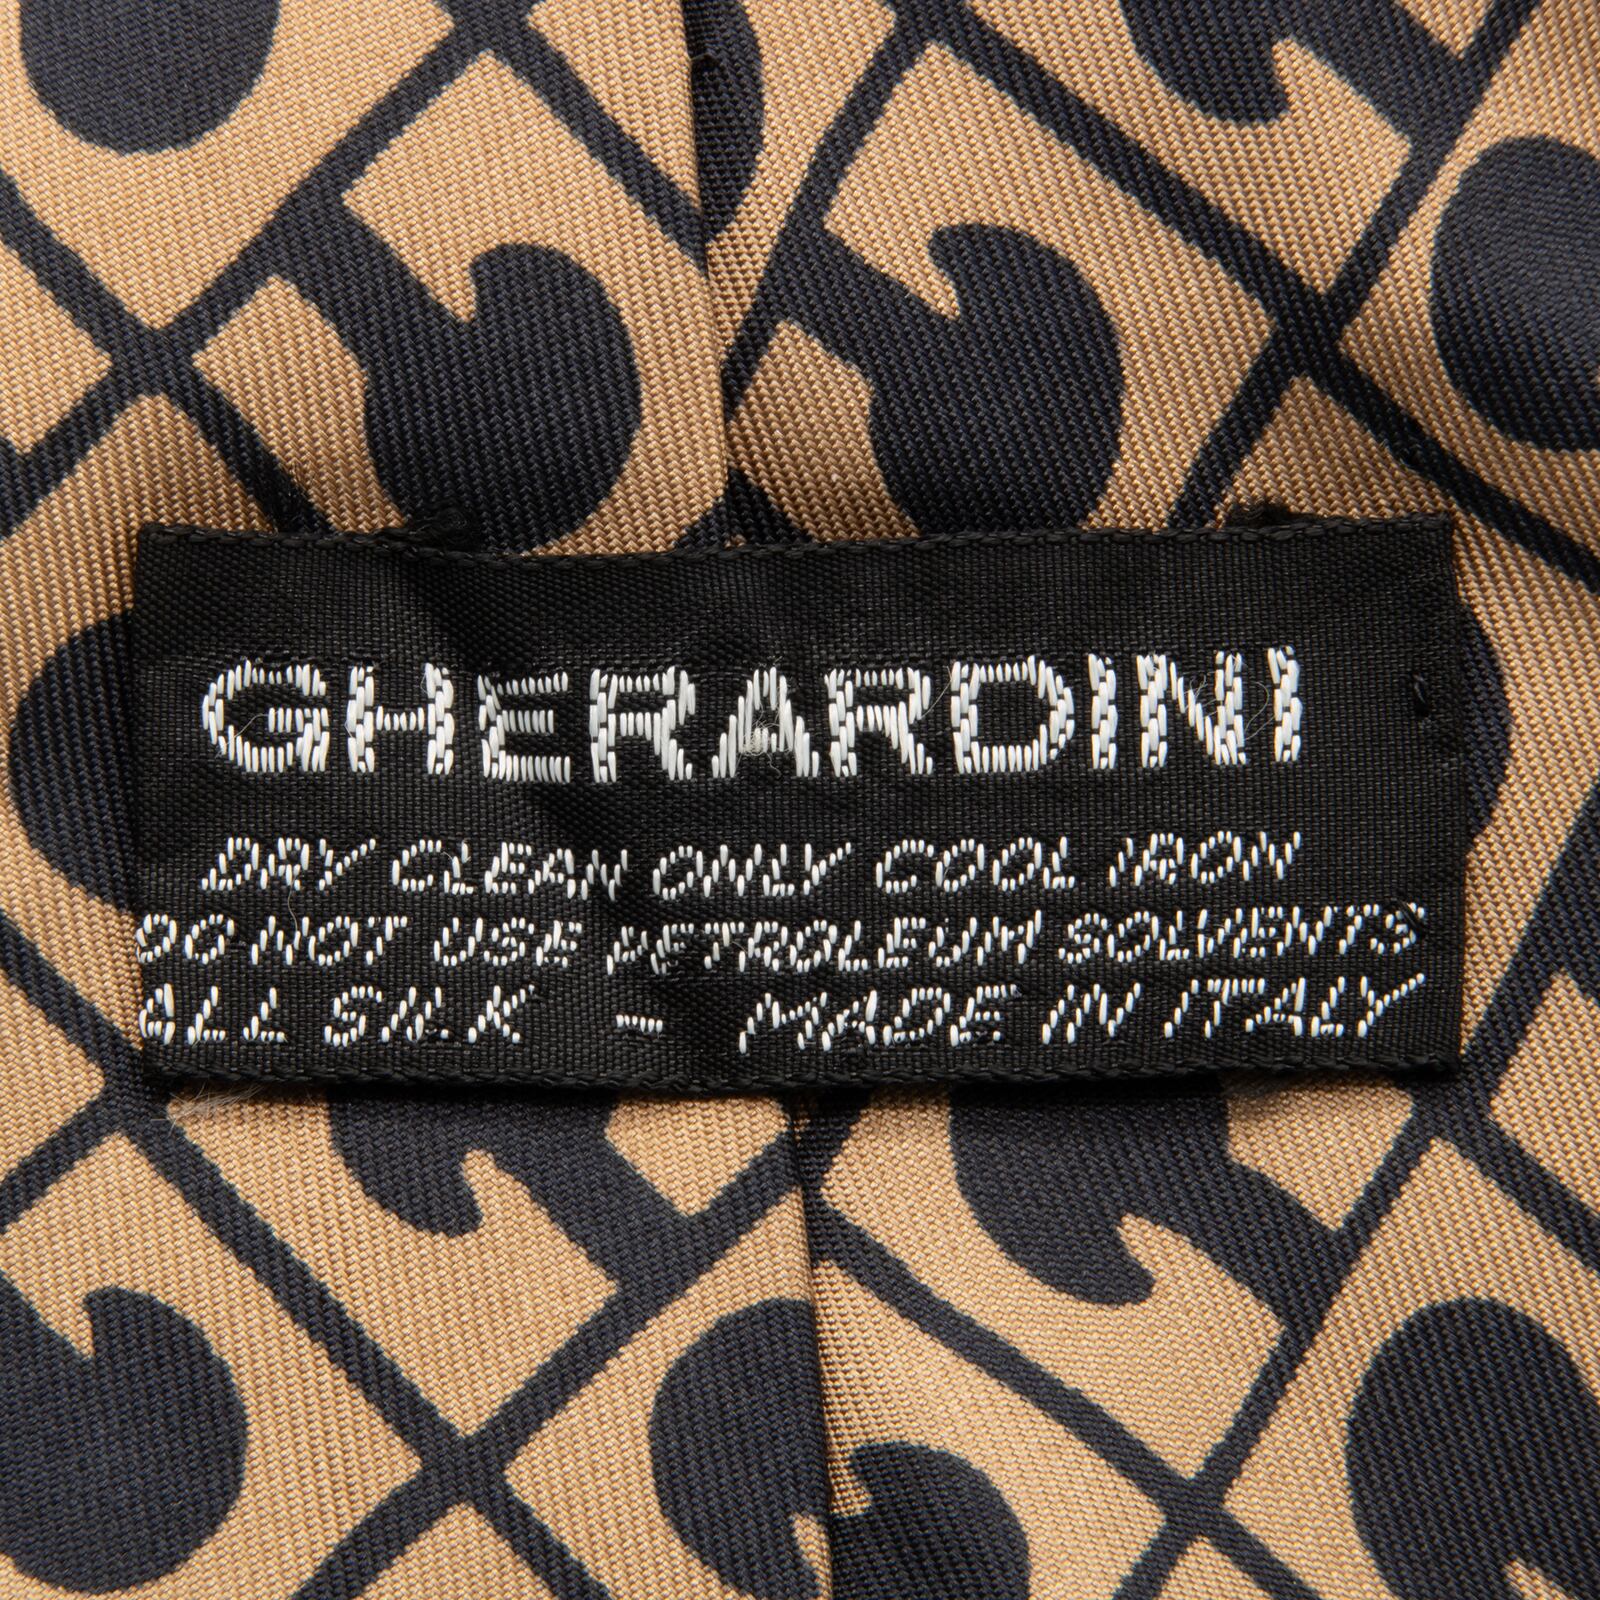 GHERARDINI
DRY CLEAN ONLY COOL IRON
DO NOT USE PETROLEUM SOLVENTS
ALL SILK - MADE IN ITALY